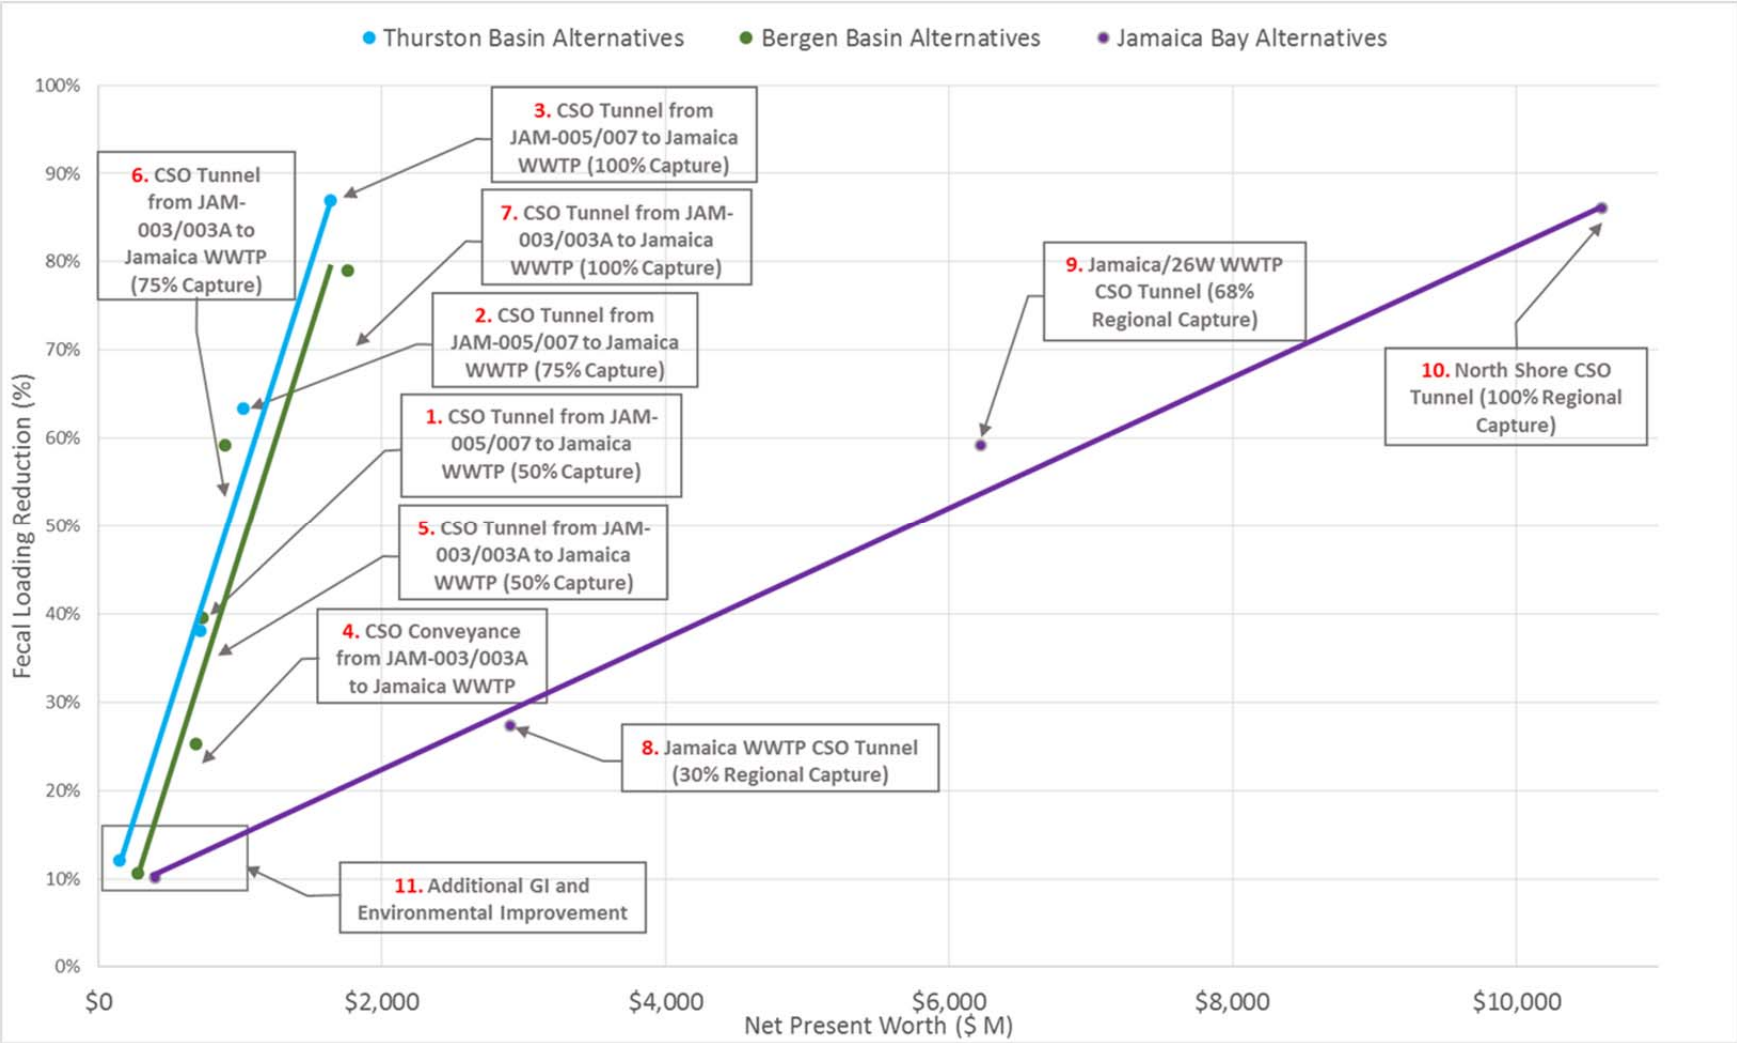 Thurston Basin Alternatives
Bergen Basin Alternatives
Jamaica Bay Alternatives
100%
90%
80%
70%
60%
50%
40%
30%
20%
10%
0%
Fecal Loading Reduction (%)
3. CSO Tunnel from
JAM-005/007 to Jamaica
WWTP (100% Capture)
6. CSO Tunnel
from JAM-
003/003A to
Jamaica WWTP
(75% Capture)
7. CSO Tunnel from JAM-
003/003A to Jamaica
WWTP (100% Capture)
2. CSO Tunnel from
JAM-005/007 to Jamaica
WWTP (75% Capture)
1. CSO Tunnel from JAM-
005/007 to Jamaica
WWTP (50% Capture)
5. CSO Tunnel from JAM-
003/003A to Jamaica
WWTP (50% Capture)
4. CSO Conveyance
from JAM-003/003A
to Jamaica WWTP
9. Jamaica/26W WWTP
CSO Tunnel (68%
Regional Capture)
10. North Shore CSO
Tunnel (100% Regional
Capture)
8. Jamaica WWTP CSO Tunnel
(30% Regional Capture)
11. Additional GI and
Environmental Improvement
$0
$2,000
$4,000
$6,000
$8,000
$10,000
Net Present Worth ($ M)